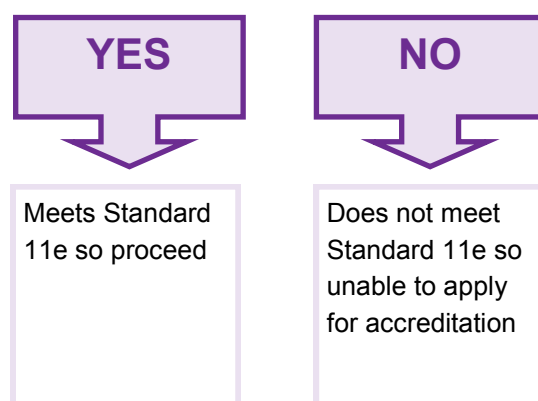 YES
Meets Standard
11e so proceed
NO
Does not meet
Standard 11e so
unable to apply
for accreditation